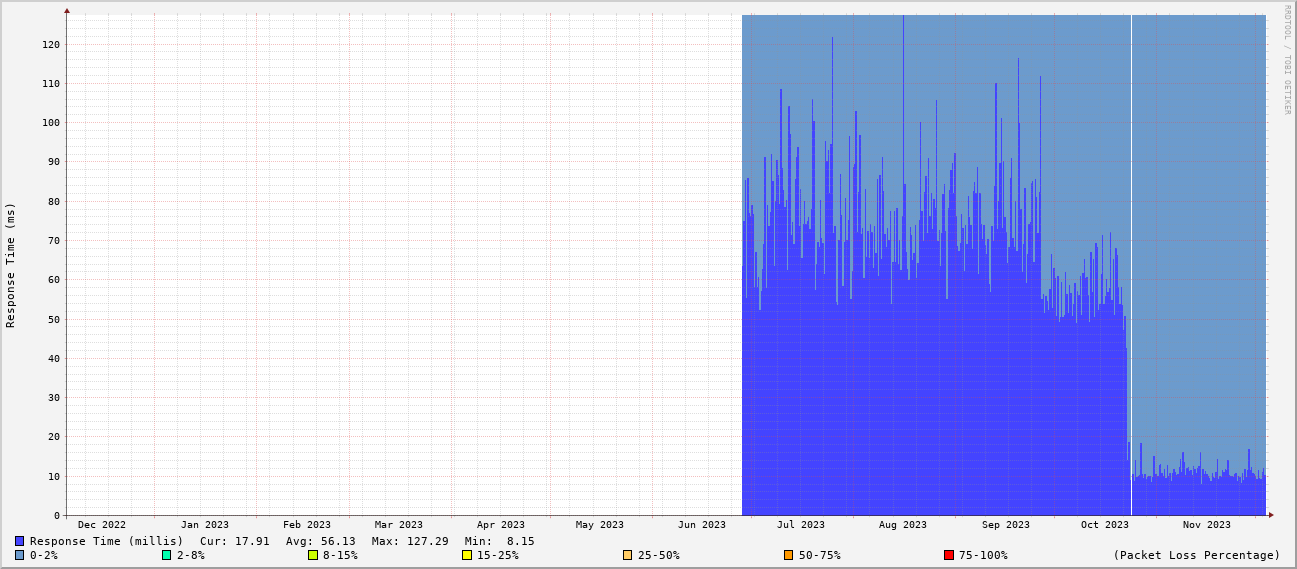 RRDTOOL / TOBI OETIKER
Response Time (ms)
120
110
100
90
80
70
60
50
40
30
20
10
0
Dec 2022 Jan 2023 Feb 2023 Mar 2023 Apr 2023 May 2023 Jun 2023 Jul 2023 Aug 2023 Sep 2023 Oct 2023 Nov 2023
Response Time (millis) Cur: 17.91 Avg: 56.13 Max: 127.29 Min: 8.15
0-2% 2-8% 8-15% 15-25% 25-50% 50-75% 75-100% (Packet Loss Percentage)